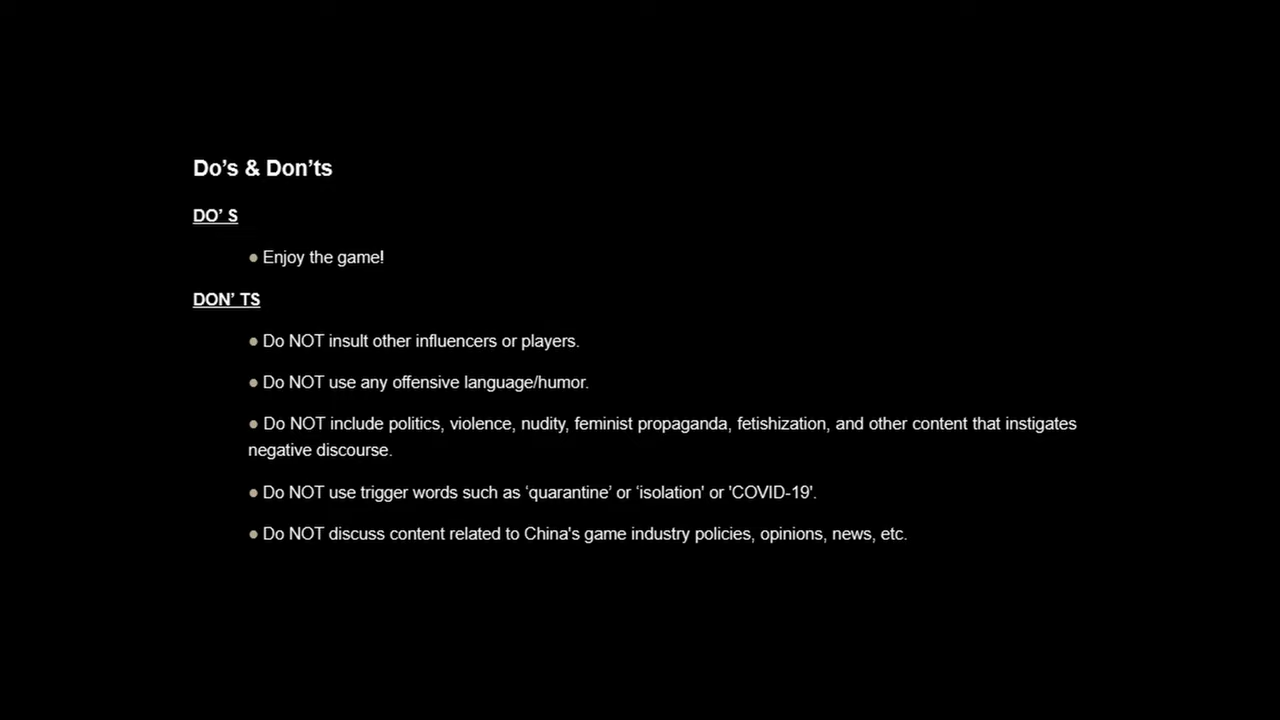 Do’s & Don’ts
DO’ S
● Enjoy the game!
DON’ TS
● Do NOT insult other influencers or players.
● Do NOT use any offensive language/humor.
● Do NOT include politics, violence, nudity, feminist propaganda, fetishization, and other content that instigates
negative discourse.
● Do NOT use trigger words such as ‘quarantine’ or ‘isolation' or 'COVID-19'.
● Do NOT discuss content related to China's game industry policies, opinions, news, etc.